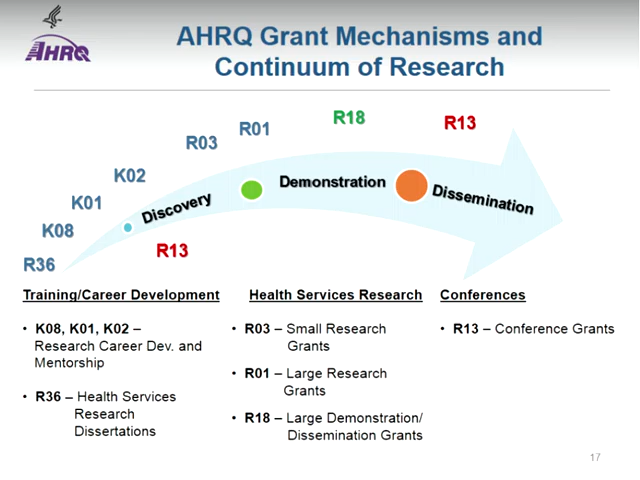 AHRQ
AHRQ Grant Mechanisms and
Continuum of Research
R18
R13
R01
R03
K02
Demonstration
Dissemination
Discovery
K01
K08
R13
R36
Training/Career Development
• K08, K01, K02 –
Research Career Dev. and
Mentorship
• R36 – Health Services
Research
Dissertations
Health Services Research
• R03 – Small Research
Grants
• R01 – Large Research
Grants
• R18 – Large Demonstration/
Dissemination Grants
Conferences
• R13 – Conference Grants
17